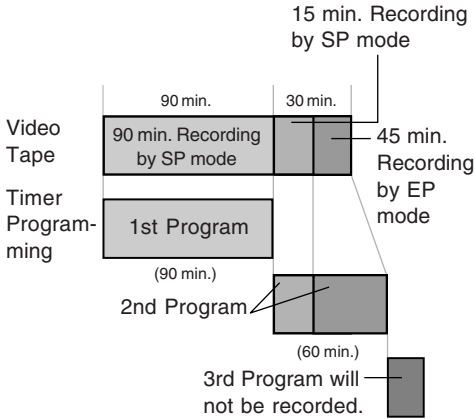 15 min. Recording
by SP mode
90 min.
30 min.
Video
Tape
90 min. Recording
by SP mode
45 min.
Recording
by EP
mode
Timer
Program-
ming
1st Program
(90 min.)
2nd Program
(60 min.)
3rd Program will
not be recorded.